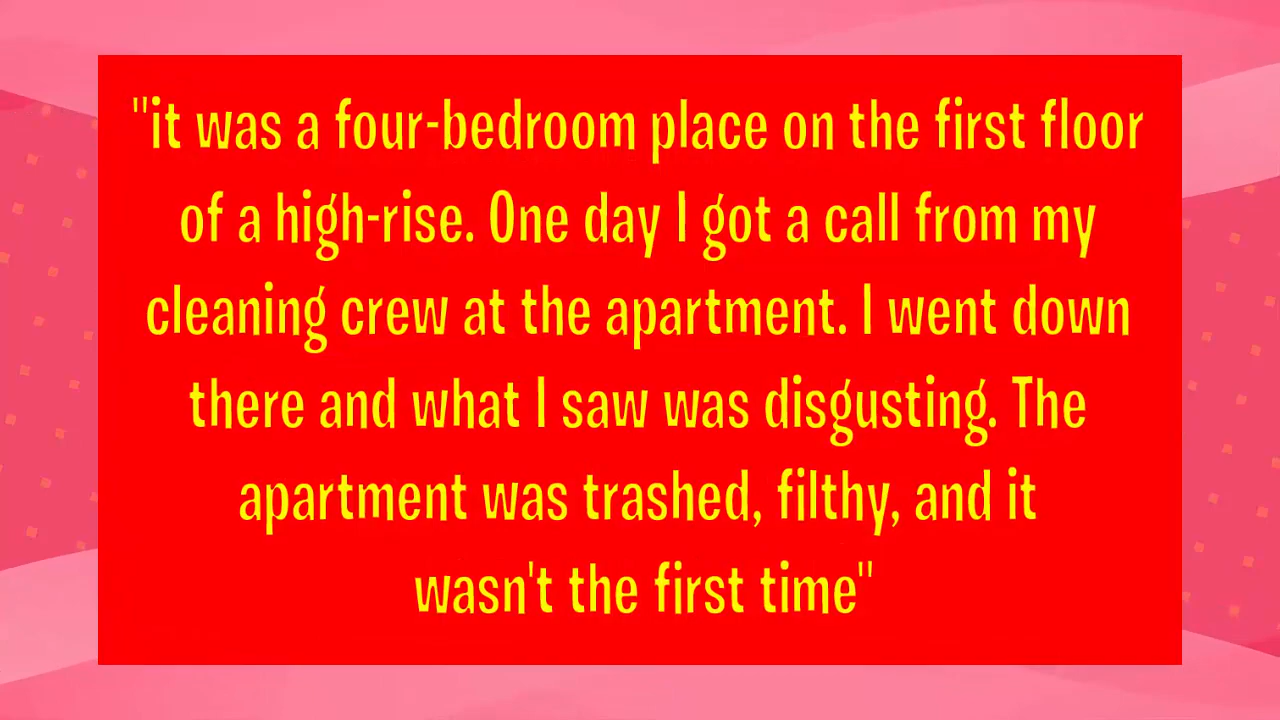 "it was a four-bedroom place on the first floor
of a high-rise. One day I got a call from my
cleaning crew at the apartment. I went down
there and what I saw was disgusting. The
apartment was trashed, filthy, and it
wasn't the first time"